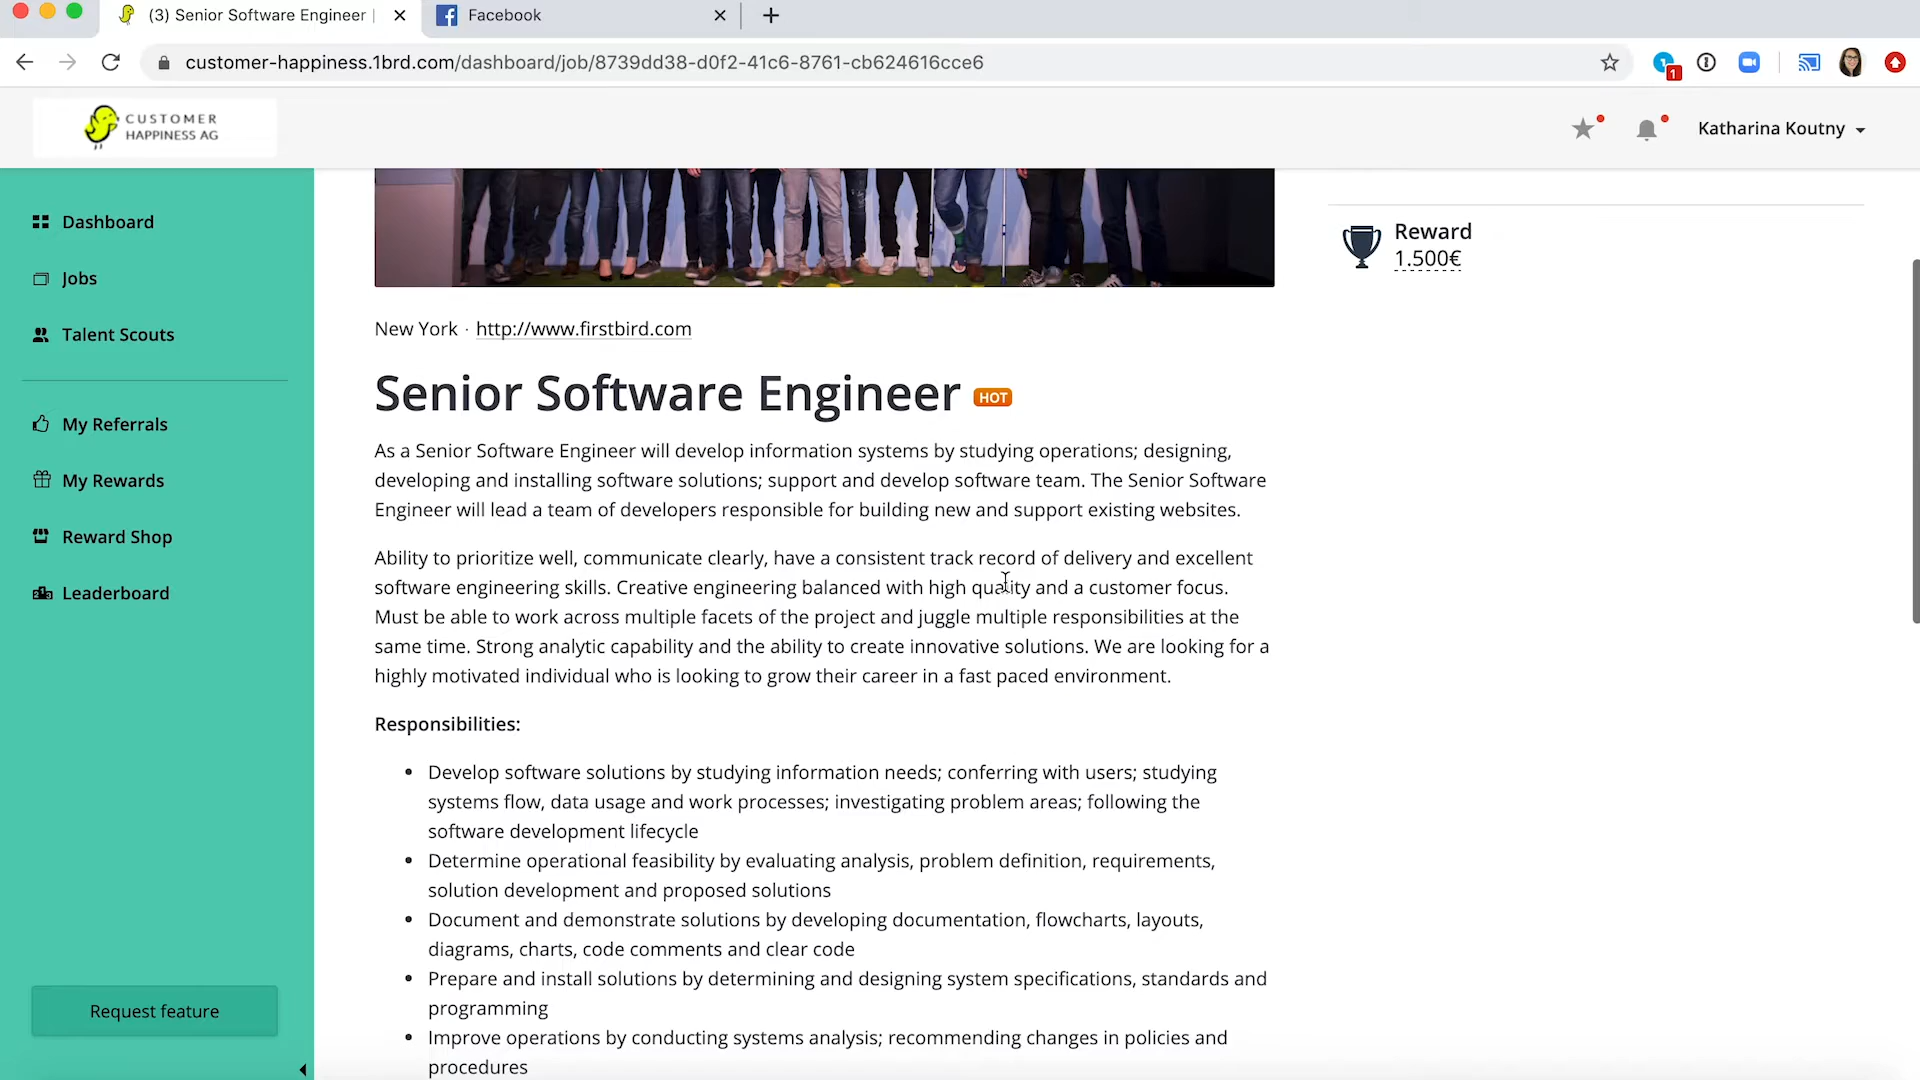 (3) Senior Software Engineer |
Facebook
customer-happiness.1brd.com/dashboard/job/8739dd38-d0f2-41c6-8761-cb624616cce6
1
CUSTOMER
HAPPINESS AG
Katharina Koutny
Dashboard
Jobs
Talent Scouts
My Referrals
My Rewards
Reward Shop
Leaderboard
Request feature
Reward
1.500€
New York · http://www.firstbird.com
Senior Software Engineer HOT
As a Senior Software Engineer will develop information systems by studying operations; designing,
developing and installing software solutions; support and develop software team. The Senior Software
Engineer will lead a team of developers responsible for building new and support existing websites.
Ability to prioritize well, communicate clearly, have a consistent track record of delivery and excellent
software engineering skills. Creative engineering balanced with high quality and a customer focus.
Must be able to work across multiple facets of the project and juggle multiple responsibilities at the
same time. Strong analytic capability and the ability to create innovative solutions. We are looking for a
highly motivated individual who is looking to grow their career in a fast paced environment.
Responsibilities:
• Develop software solutions by studying information needs; conferring with users; studying
systems flow, data usage and work processes; investigating problem areas; following the
software development lifecycle
• Determine operational feasibility by evaluating analysis, problem definition, requirements,
solution development and proposed solutions
• Document and demonstrate solutions by developing documentation, flowcharts, layouts,
diagrams, charts, code comments and clear code
• Prepare and install solutions by determining and designing system specifications, standards and
programming
• Improve operations by conducting systems analysis; recommending changes in policies and
procedures